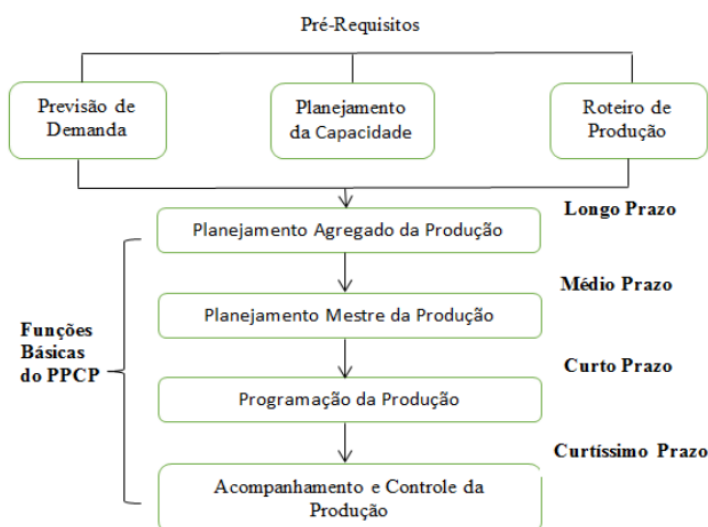 Pré-Requisitos
Previsão de
Demanda
Planejamento
da Capacidade
Roteiro de
Produção
Longo Prazo
Planejamento Agregado da Produção
Médio Prazo
Planejamento Mestre da Produção
Funções
Básicas
do PPCP
Curto Prazo
Programação da Produção
Curtíssimo Prazo
Acompanhamento e Controle da
Produção